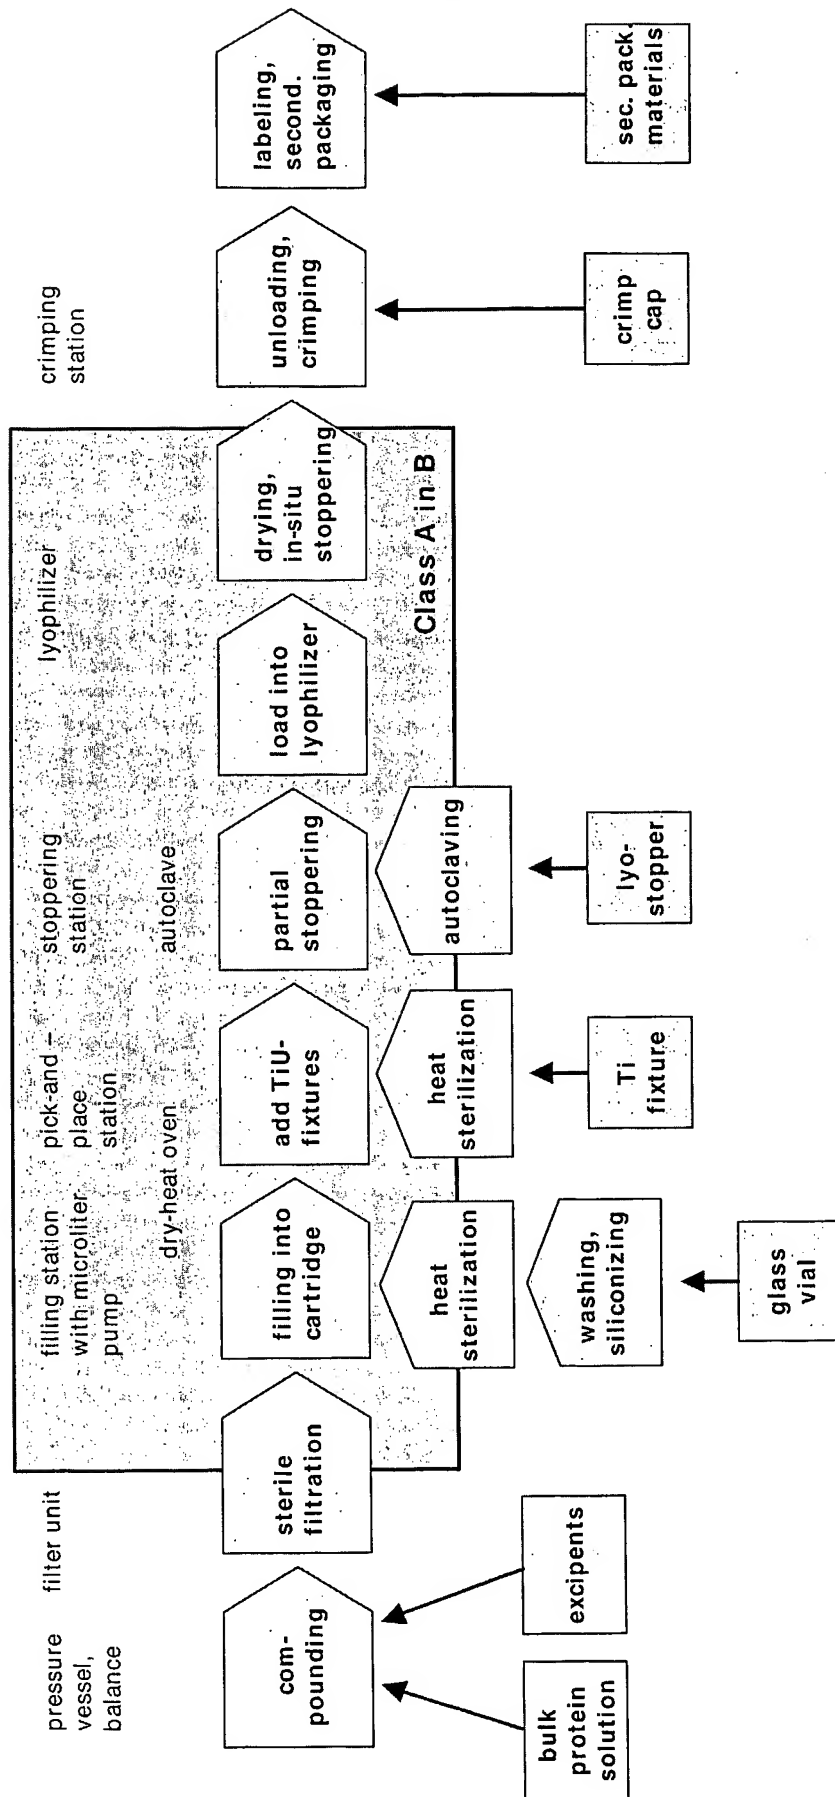 pressure
vessel,
balance
filter unit
filling station
with microliter
pump
dry-heat oven
pick-and –
place
station
stoppering
station
autoclave
lyophilizer
crimping
station
com-
pounding
sterile
filtration
filling into
cartridge
add TiU-
fixtures
partial
stoppering
load into
lyophilizer
drying,
in-situ
stoppering
unloading,
crimping
labeling,
second.
packaging
heat
sterilization
heat
sterilization
autoclaving
Class A in B
washing,
siliconizing
bulk
protein
solution
excipents
glass
vial
Ti
fixture
lyo-
stopper
crimp
cap
sec. pack.
materials